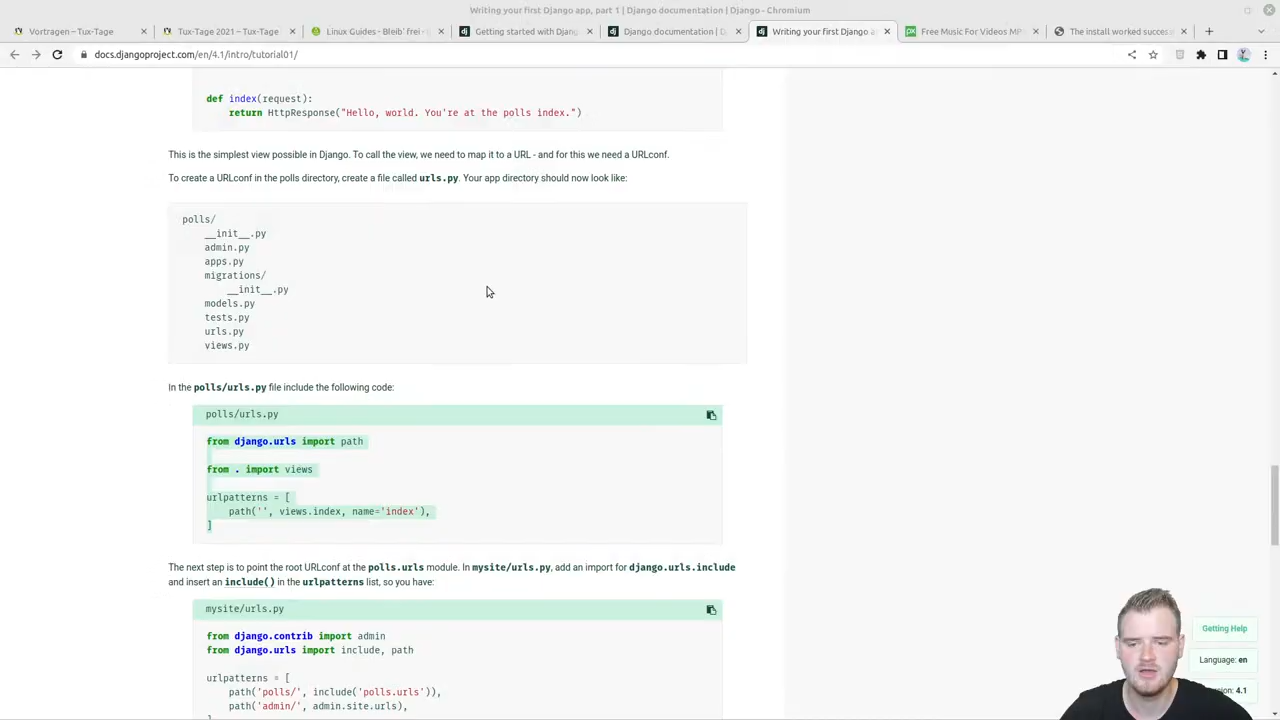 Writing your first Django app, part 1 | Django documentation | Django - Chromium
Vortragen – Tux-Tage
Tux-Tage 2021 – Tux-Tage
Linux Guides - Bleib' frei -
Getting started with Djang
Django documentation | D
Writing your first Django ap
Free Music For Videos MP
The install worked succes
docs.djangoproject.com/en/4.1/intro/tutorial01/
def index(request):
return HttpResponse("Hello, world. You're at the polls index.")
This is the simplest view possible in Django. To call the view, we need to map it to a URL - and for this we need a URLconf.
To create a URLconf in the polls directory, create a file called urls.py. Your app directory should now look like:
polls/
__init__.py
admin.py
apps.py
migrations/
__init__.py
models.py
tests.py
urls.py
views.py
In the polls/urls.py file include the following code:
polls/urls.py
from django.urls import path
from . import views
urlpatterns = [
path('', views.index, name='index'),
]
The next step is to point the root URLconf at the polls.urls module. In mysite/urls.py, add an import for django.urls.include
and insert an include() in the urlpatterns list, so you have:
mysite/urls.py
from django.contrib import admin
from django.urls import include, path
urlpatterns = [
path('polls/', include('polls.urls')),
path('admin/', admin.site.urls),
]
Getting Help
Language: en
sion: 4.1